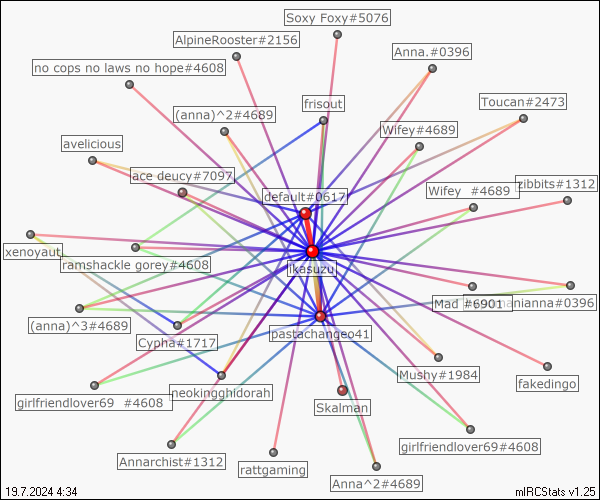 Soxy Foxy#5076
AlpineRooster#2156
Anna.#0396
no cops no laws no hope#4608
Toucan#2473
frisout
(anna)^2#4689
Wifey#4689
avelicious
ace deucy#7097
zibbits#1312
Wifey #4689
default#0617
xenoyaut
ramshackle gorey#4608
ikasuzu
Mad #6901
nianna#0396
(anna)^3#4689
Cypha#1717
pastachangeo41
Mushy#1984
fakedingo
girlfriendlover69 #4608
neokingghidorah
Skalman
girlfriendlover69#4608
Annarchist#1312
rattgaming
Anna^2#4689
19.7.2024 4:34
mIRCStats v1.25